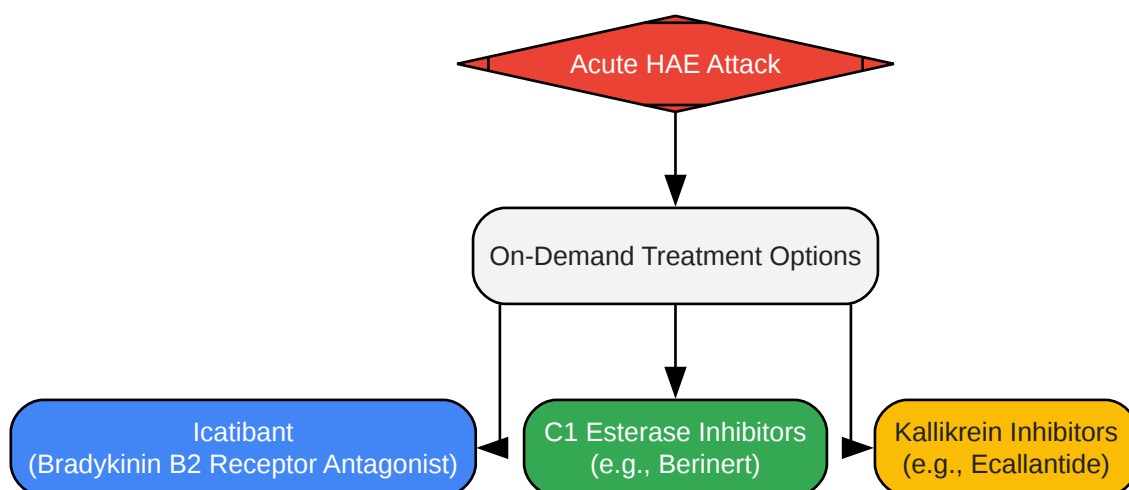 Acute HAE Attack
On-Demand Treatment Options
Icatibant
(Bradykinin B2 Receptor Antagonist)
C1 Esterase Inhibitors
(e.g., Berinert)
Kallikrein Inhibitors
(e.g., Ecallantide)